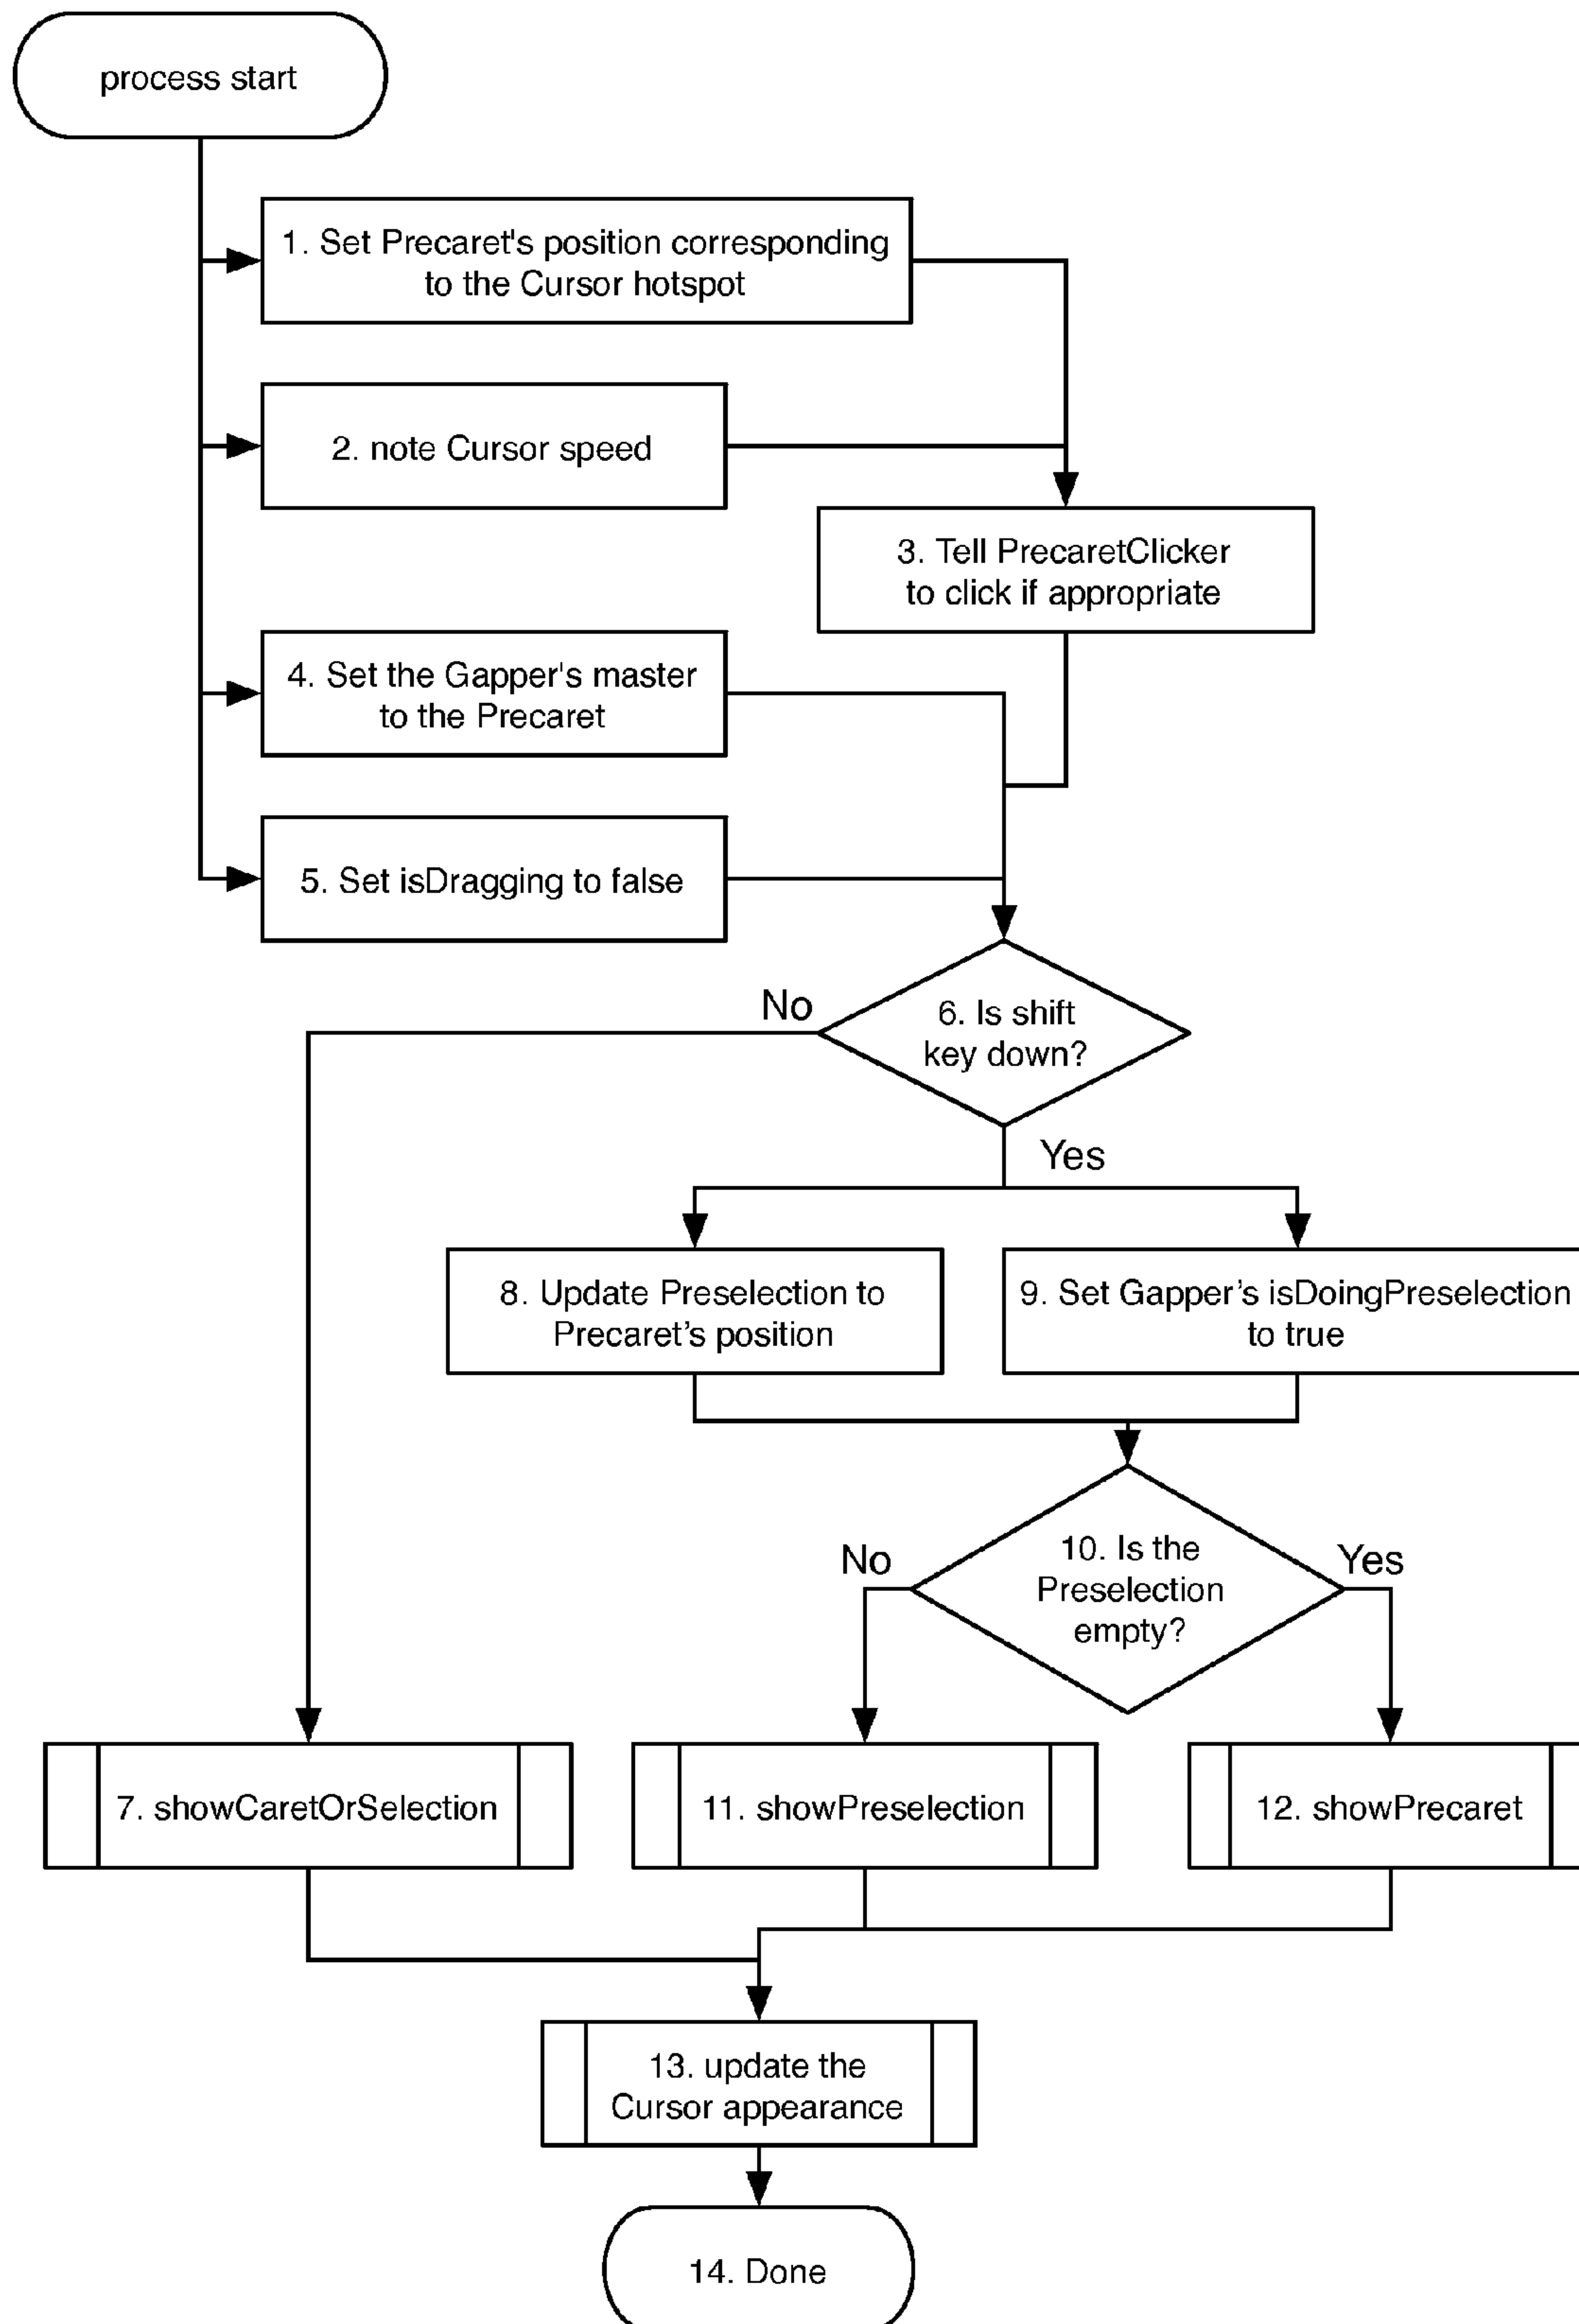 process start
1. Set Precaret's position corresponding
to the Cursor hotspot
2. note Cursor speed
3. Tell PrecaretClicker
to click if appropriate
4. Set the Gapper's master
to the Precaret
5. Set isDragging to false
No
6. Is shift
key down?
Yes
8. Update Preselection to
Precaret’s position
9. Set Gapper’s isDoingPreselection
to true
No
10. Is the
Preselection
empty?
Yes
7. showCaretOrSelection
11. showPreselection
12. showPrecaret
13. update the
Cursor appearance
14. Done